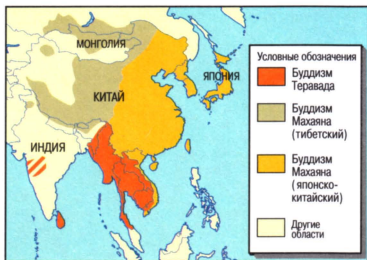 МОНГОЛИЯ
КИТАЙ
ЯПОНИЯ
ИНДИЯ
Условные обозначения
Буддизм
Теравада
Буддизм
Махаяна
(тибетский)
Буддизм
Махаяна
(японско-
китайский)
Другие
области